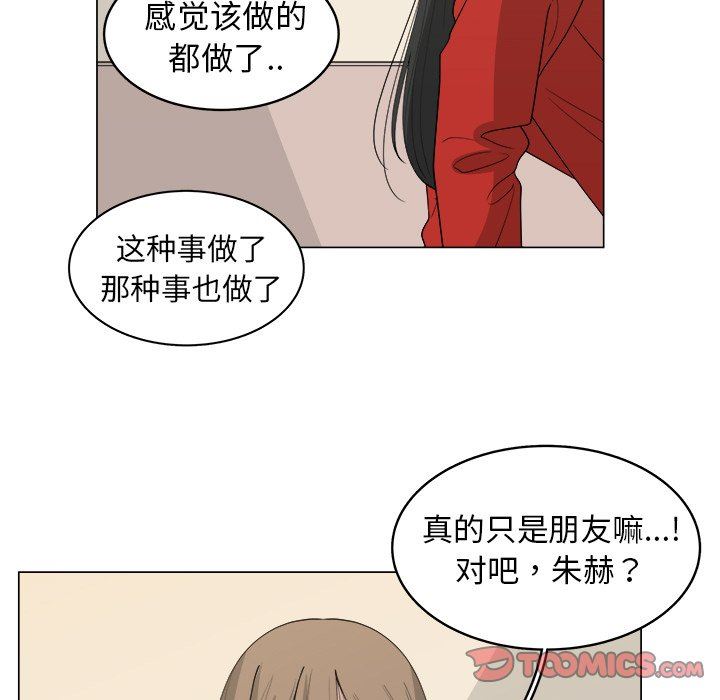 感觉该做的
都做了..
这种事做了
那种事也做了
真的只是朋友嘛...!
对吧，朱赫？
TOOMICS.COM